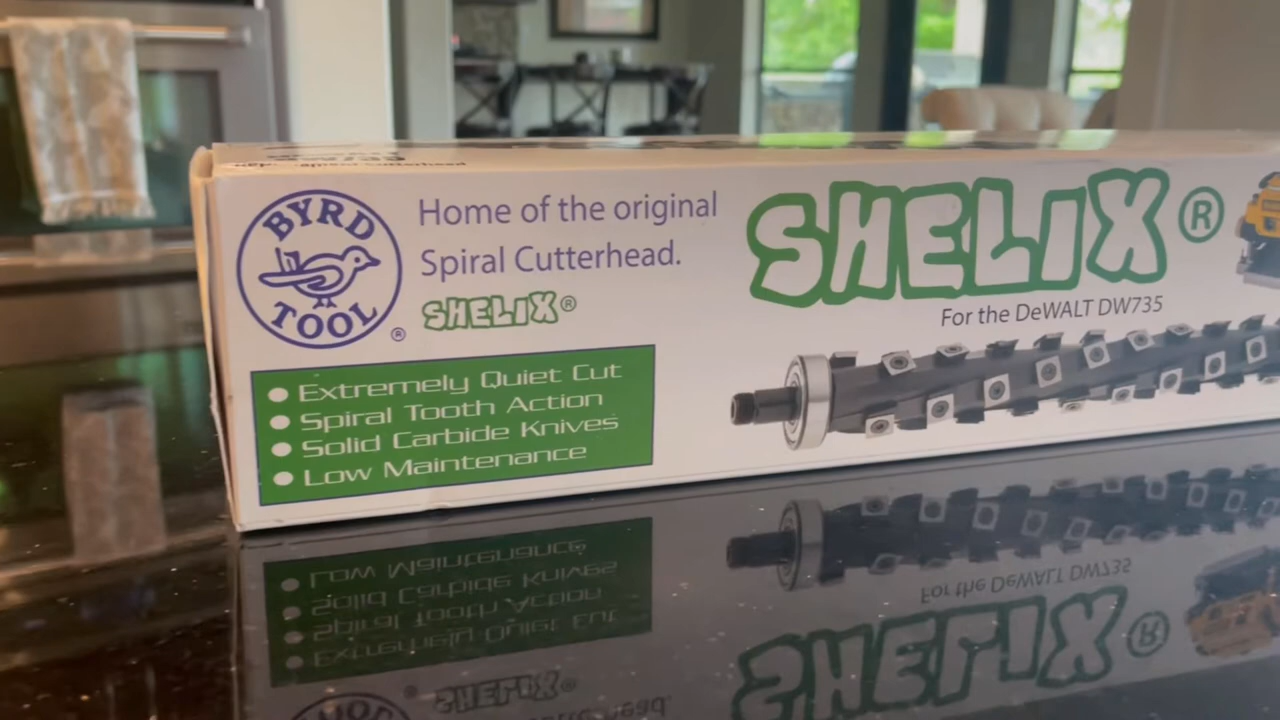 BYRD
TOOL
®
Home of the original
Spiral Cutterhead.
SHELIX®
Extremely Quiet Cut
Spiral Tooth Action
Solid Carbide Knives
Low Maintenance
SHELIX®
For the DeWALT DW735